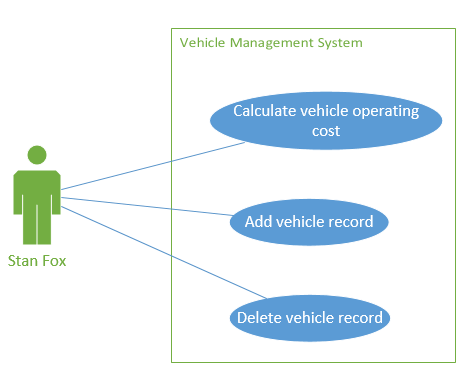 Vehicle Management System
Calculate vehicle operating
cost
Add vehicle record
Stan Fox
Delete vehicle record